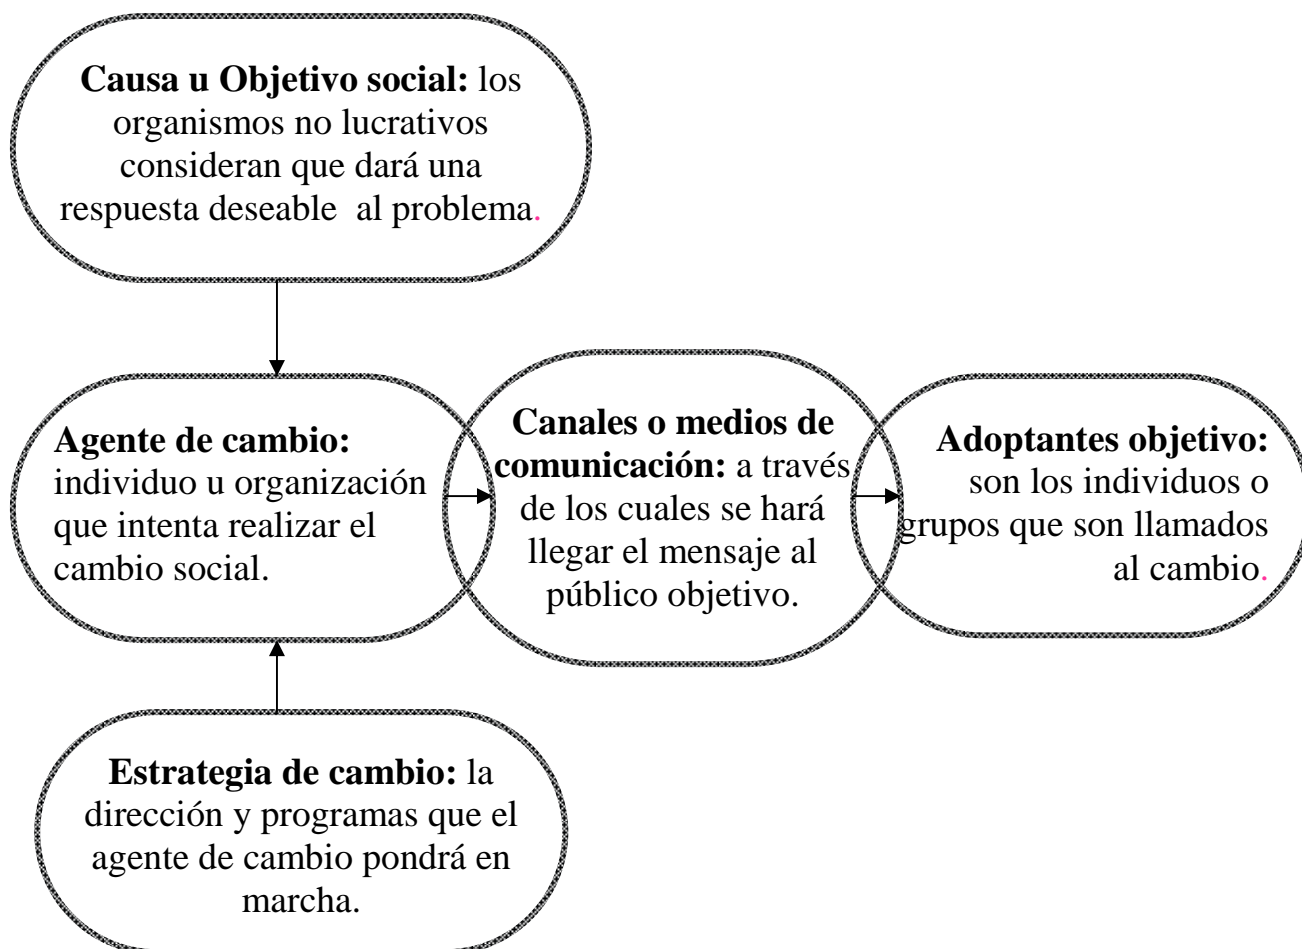 Causa u Objetivo social: los
organismos no lucrativos
consideran que dará una
respuesta deseable al problema.
Agente de cambio:
individuo u organización
que intenta realizar el
cambio social.
Canales o medios de
comunicación: a través
de los cuales se hará
llegar el mensaje al
público objetivo.
Adoptantes objetivo:
son los individuos o
grupos que son llamados
al cambio.
Estrategia de cambio: la
dirección y programas que el
agente de cambio pondrá en
marcha.